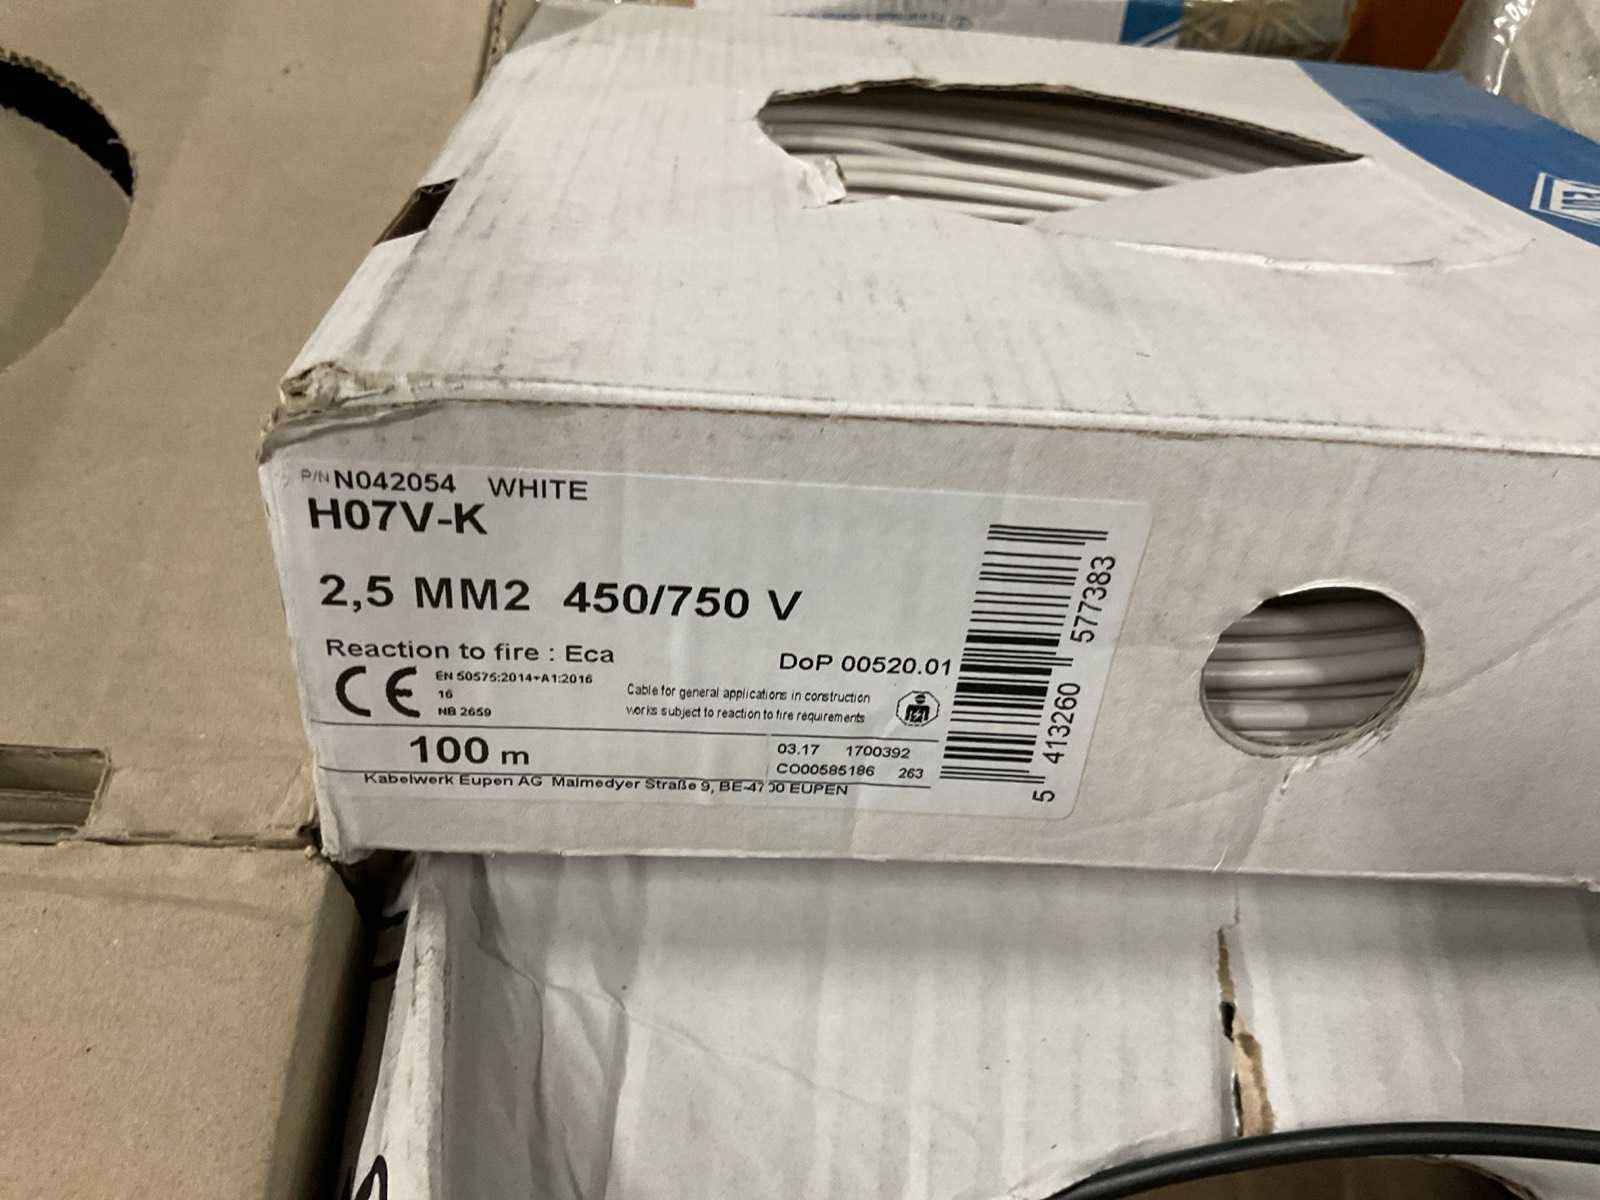 P/N N042054 WHITE
H07V-K
2,5 MM2 450/750 V
Reaction to fire : Eca
DoP 00520.01
CE
EN 50575:2014+A1:2016
16
NB 2659
Cable for general applications in construction
works subject to reaction to fire requirements
100 m
03.17 1700392
CO00585186 263
Kabelwerk Eupen AG Malmedyer Straße 9, BE-4700 EUPEN
5 413260 577383